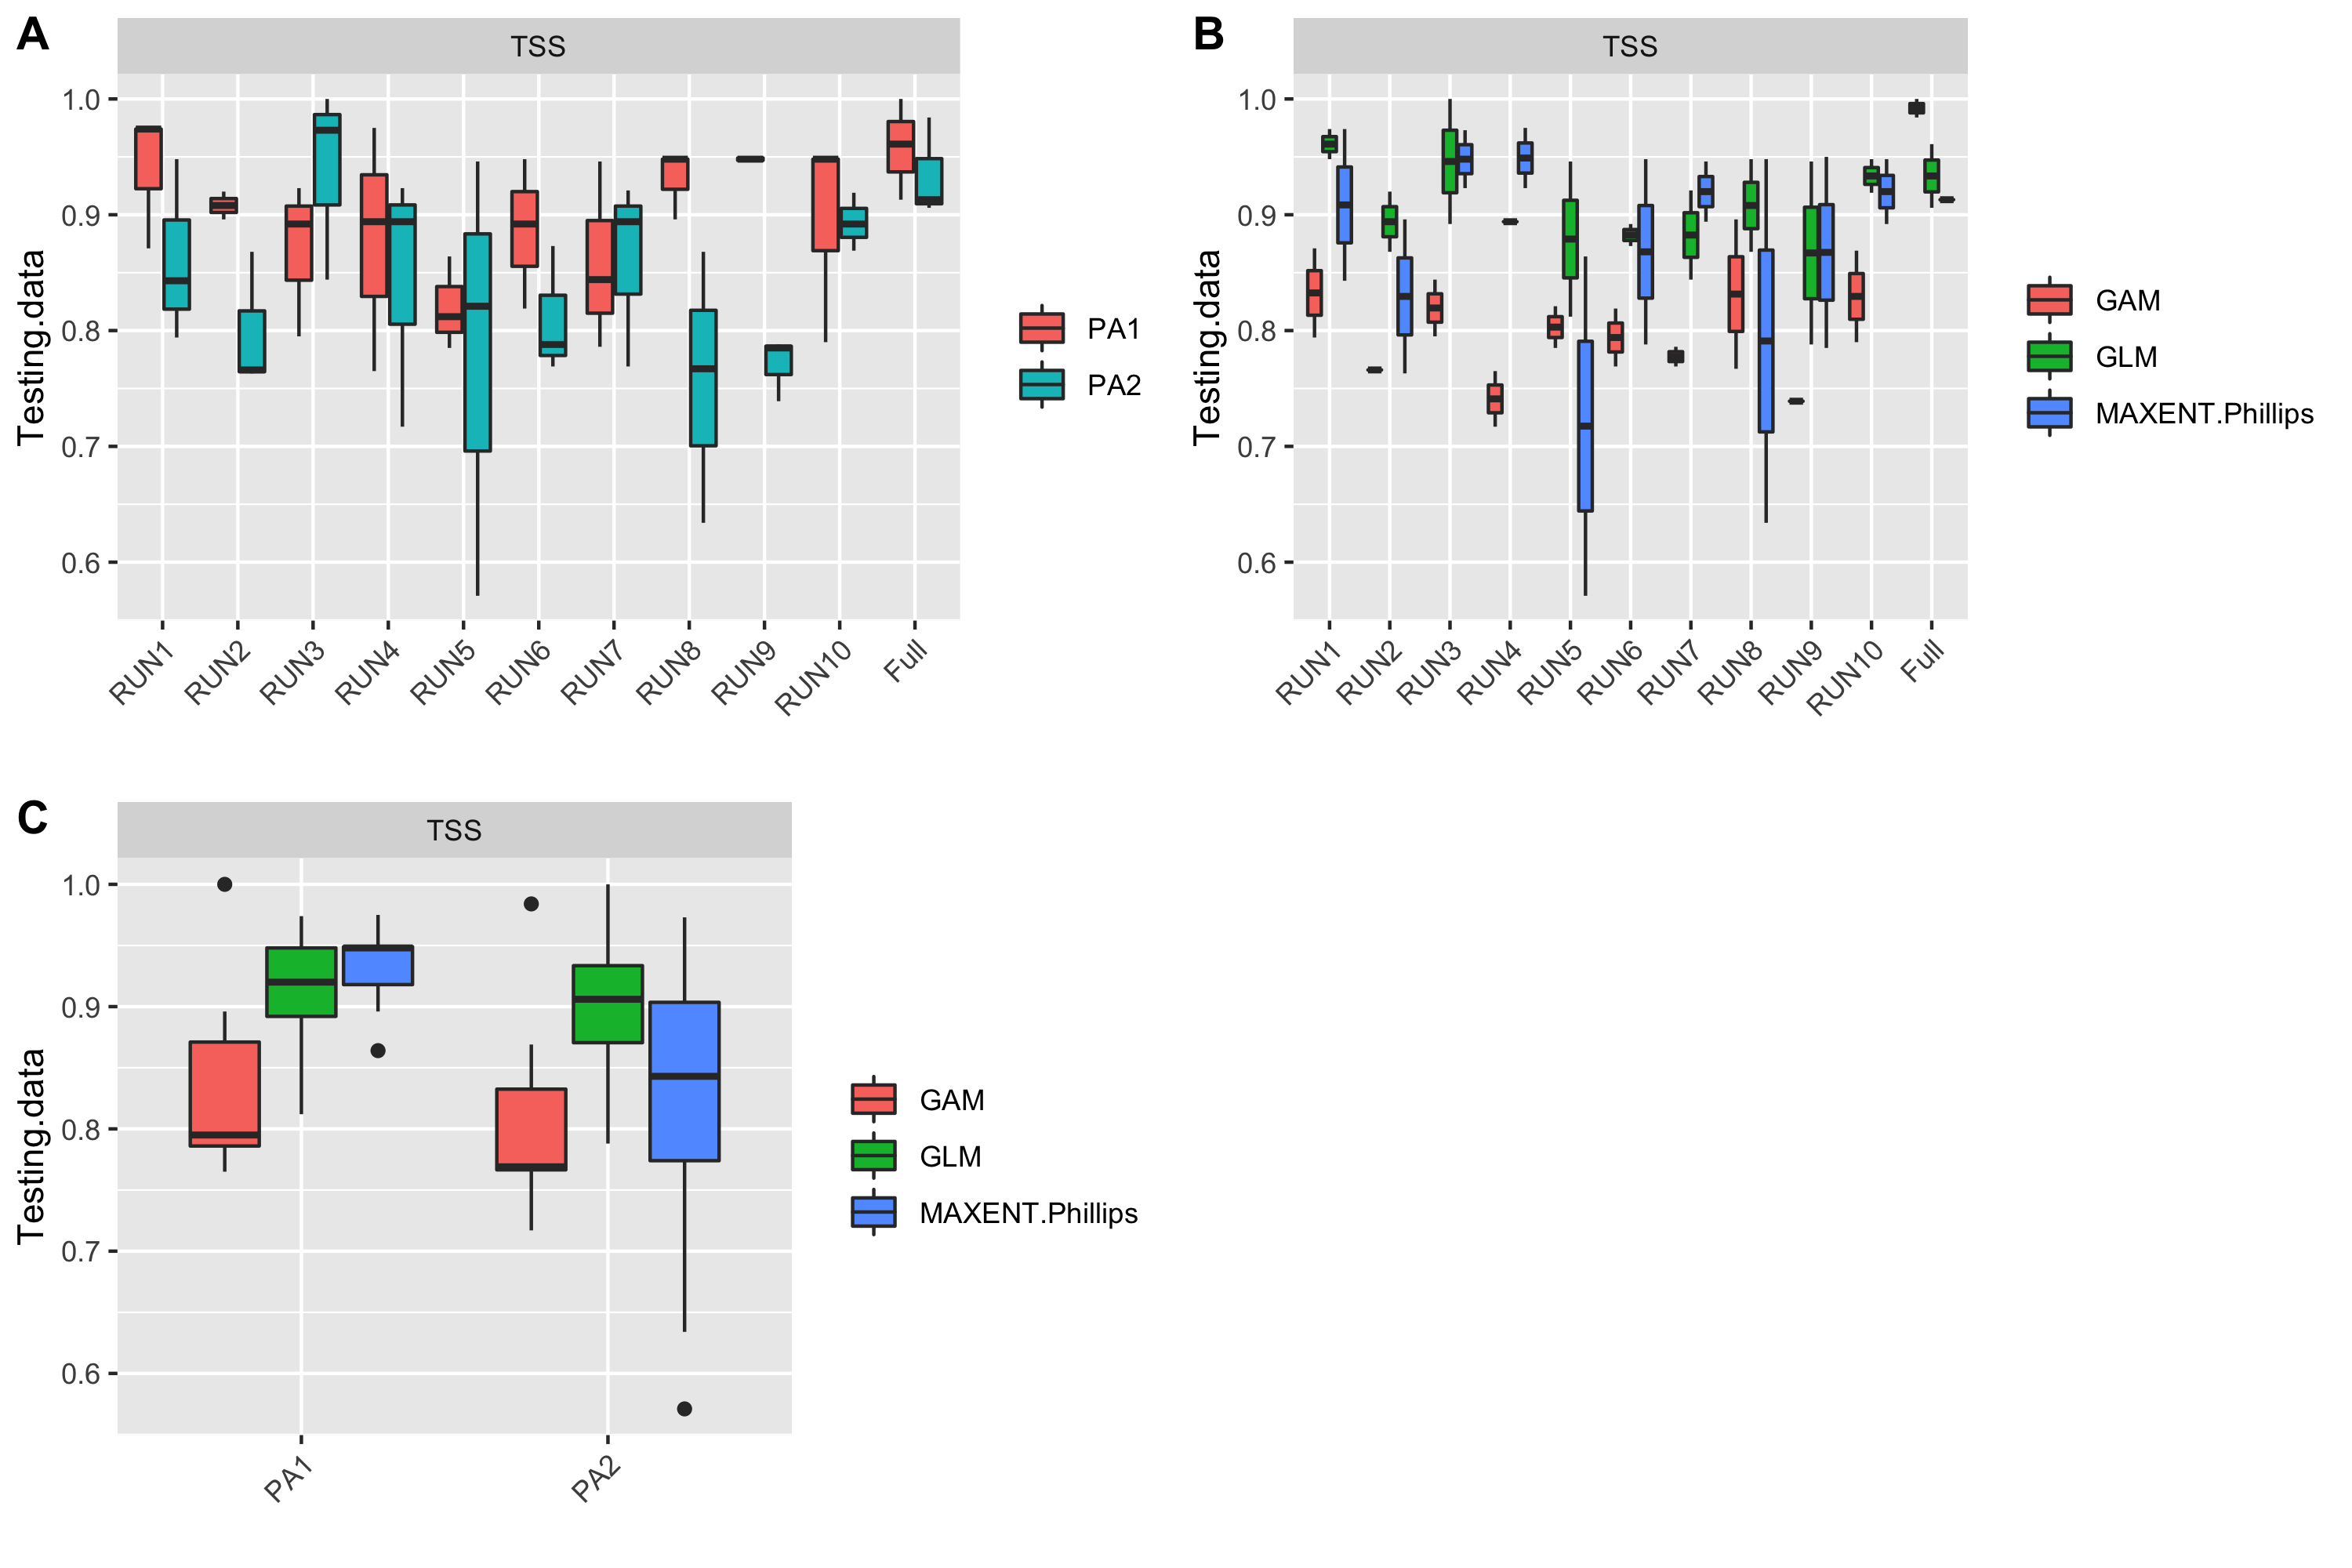 A
TSS
Testing.data
1.0
0.9
0.8
0.7
0.6
RUN1
RUN2
RUN3
RUN4
RUN5
RUN6
RUN7
RUN8
RUN9
RUN10
Full
PA1
PA2
B
TSS
Testing.data
1.0
0.9
0.8
0.7
0.6
RUN1
RUN2
RUN3
RUN4
RUN5
RUN6
RUN7
RUN8
RUN9
RUN10
Full
GAM
GLM
MAXENT.Phillips
C
TSS
Testing.data
1.0
0.9
0.8
0.7
0.6
PA1
PA2
GAM
GLM
MAXENT.Phillips